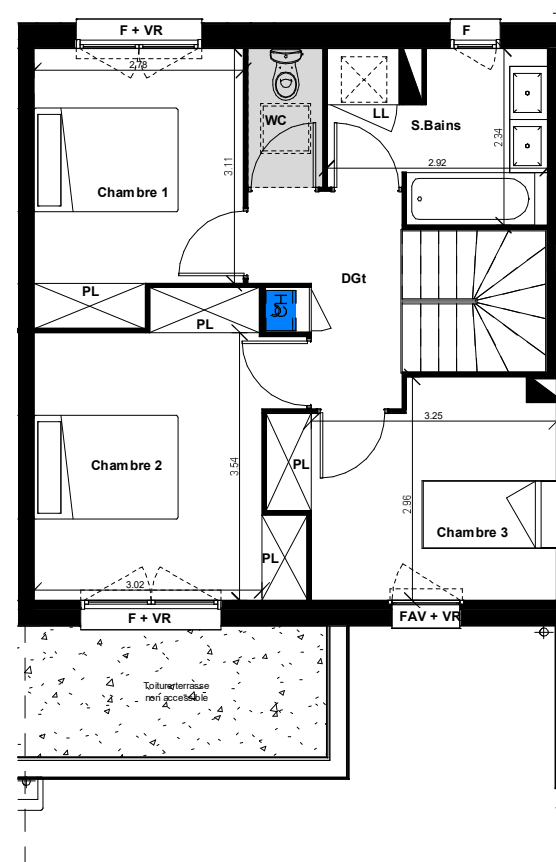 F + VR
F
2.78
WC
LL
S.Bains
2.34
2.92
3.11
Chambre 1
DGt
PL
PL
3.25
Chambre 2
3.54
PL
2.96
Chambre 3
PL
3.02
F + VR
FAV + VR
Toiture terrasse
non accessible